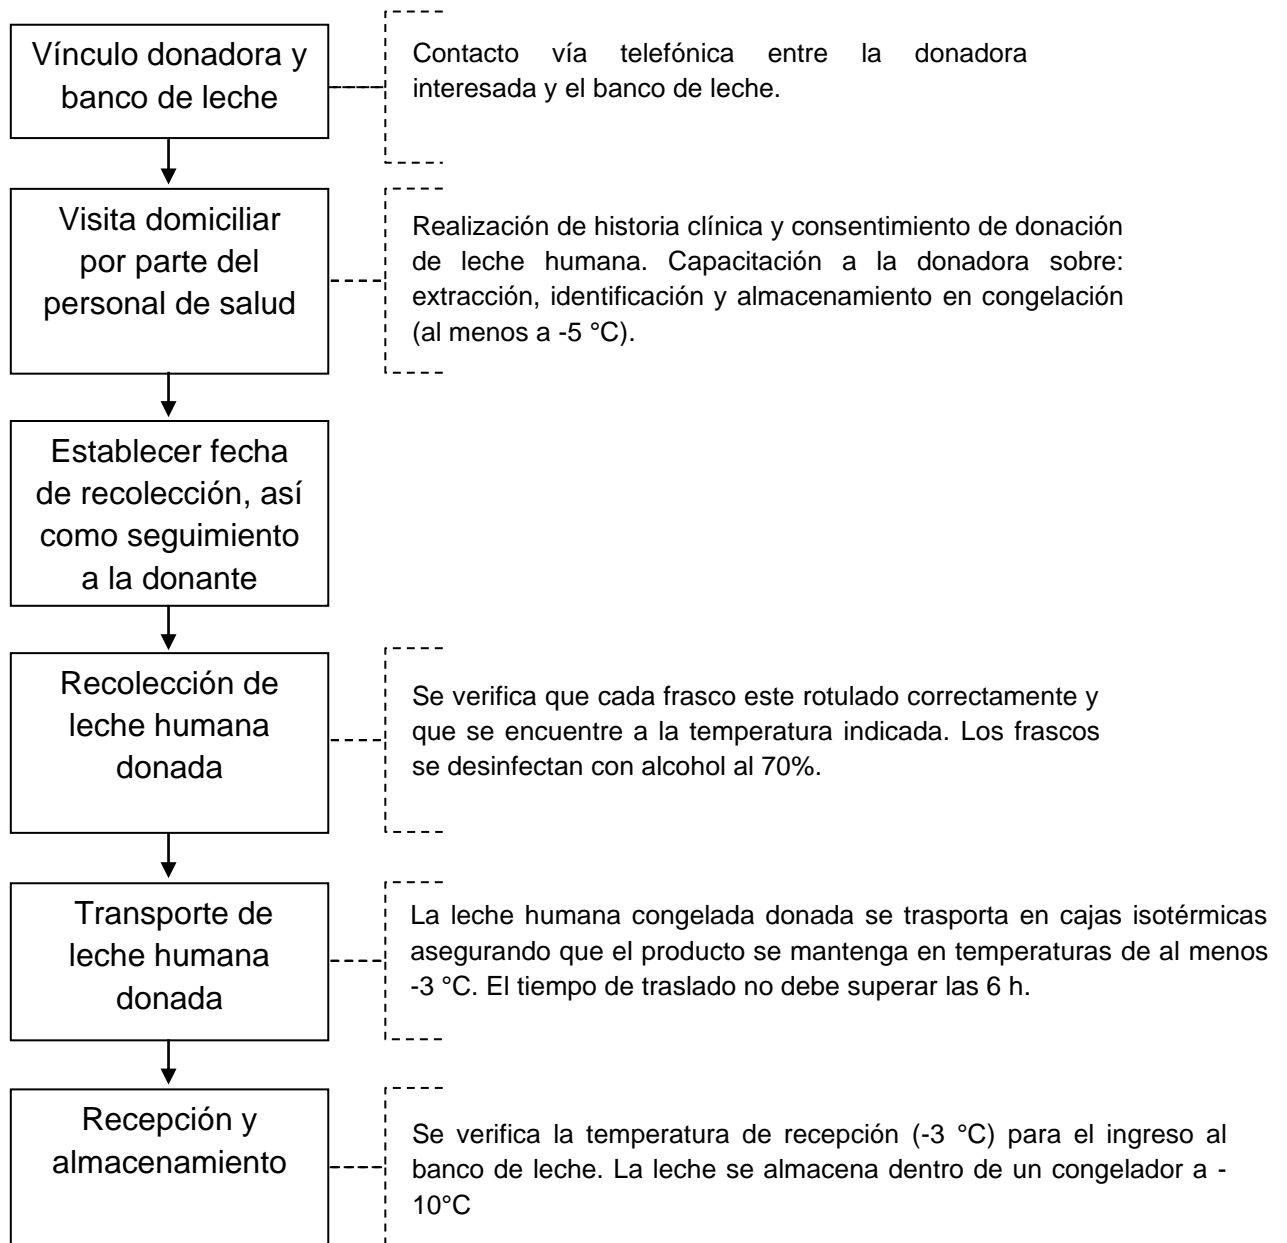 Vínculo donadora y
banco de leche
Contacto vía telefónica entre la donadora
interesada y el banco de leche.
Visita domiciliar
por parte del
personal de salud
Realización de historia clínica y consentimiento de donación
de leche humana. Capacitación a la donadora sobre:
extracción, identificación y almacenamiento en congelación
(al menos a -5 °C).
Establecer fecha
de recolección, así
como seguimiento
a la donante
Recolección de
leche humana
donada
Se verifica que cada frasco este rotulado correctamente y
que se encuentre a la temperatura indicada. Los frascos
se desinfectan con alcohol al 70%.
Transporte de
leche humana
donada
La leche humana congelada donada se trasporta en cajas isotérmicas
asegurando que el producto se mantenga en temperaturas de al menos
-3 °C. El tiempo de traslado no debe superar las 6 h.
Recepción y
almacenamiento
Se verifica la temperatura de recepción (-3 °C) para el ingreso al
banco de leche. La leche se almacena dentro de un congelador a -
10°C